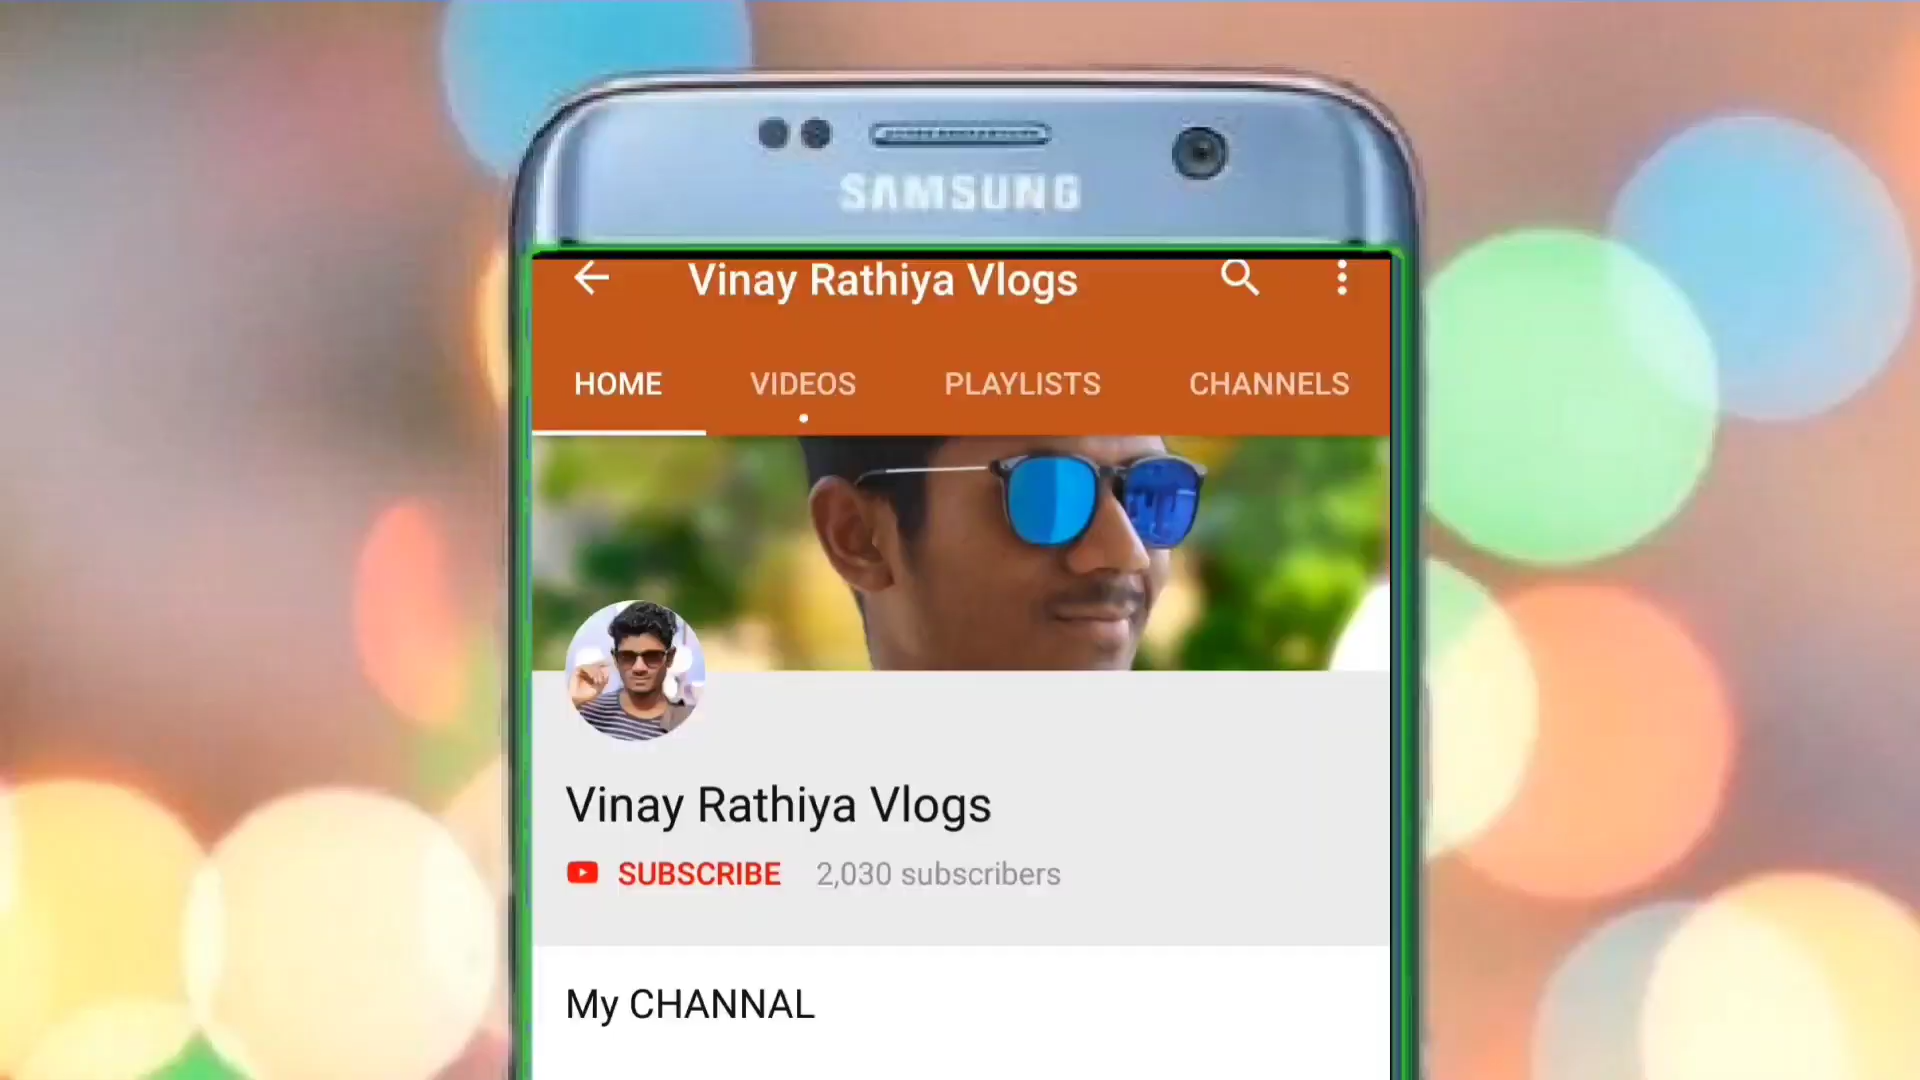 SAMSUNG
Vinay Rathiya Vlogs
HOME VIDEOS PLAYLISTS CHANNELS
Vinay Rathiya Vlogs
SUBSCRIBE 2,030 subscribers
My CHANNAL